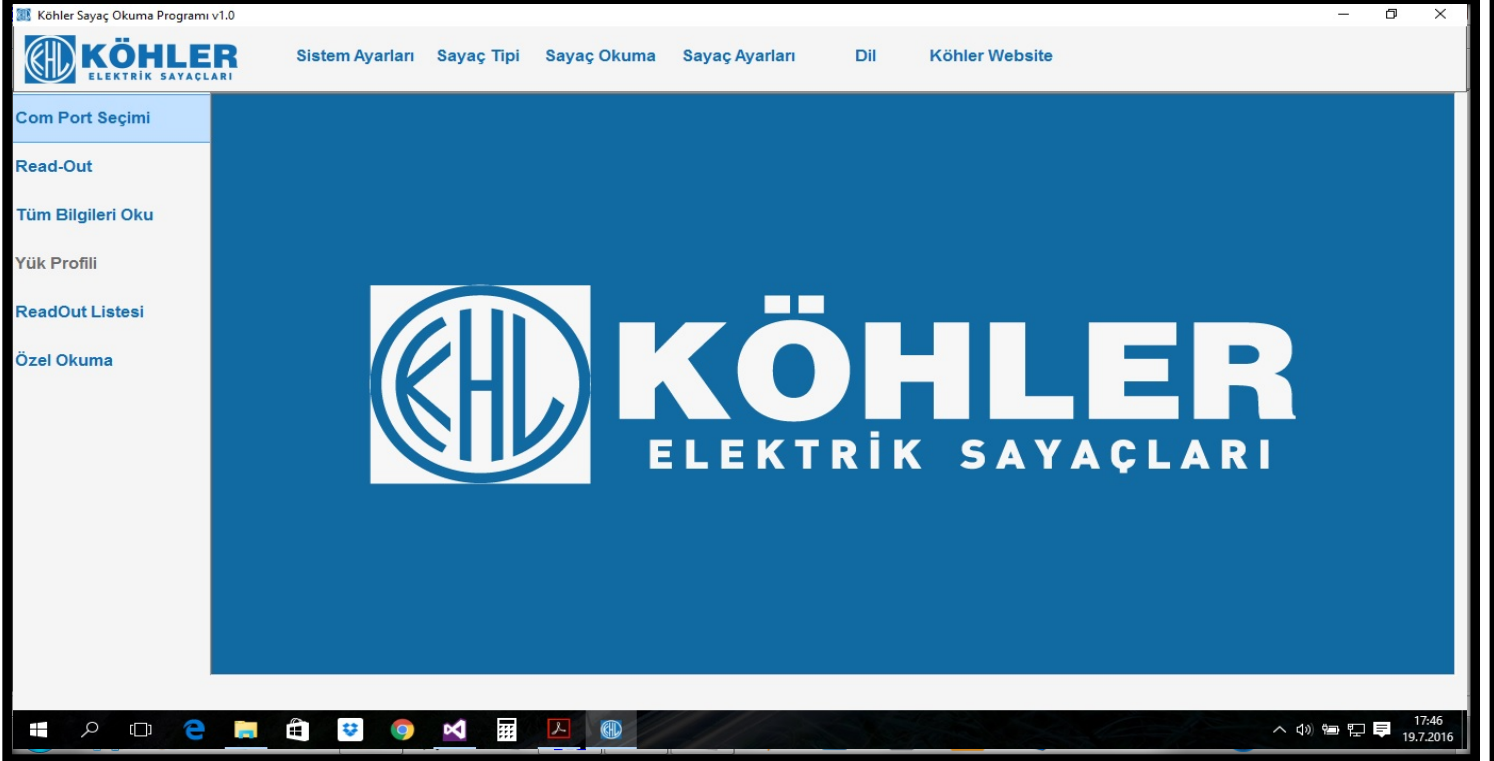 Köhler Sayaç Okuma Programı v1.0
KHL KÖHLER
ELEKTRİK SAYAÇLARI
Sistem Ayarları Sayaç Tipi Sayaç Okuma Sayaç Ayarları Dil Köhler Website
Com Port Seçimi
Read-Out
Tüm Bilgileri Oku
Yük Profili
ReadOut Listesi
Özel Okuma
KHL KÖHLER
ELEKTRİK SAYAÇLARI
17:46
19.7.2016